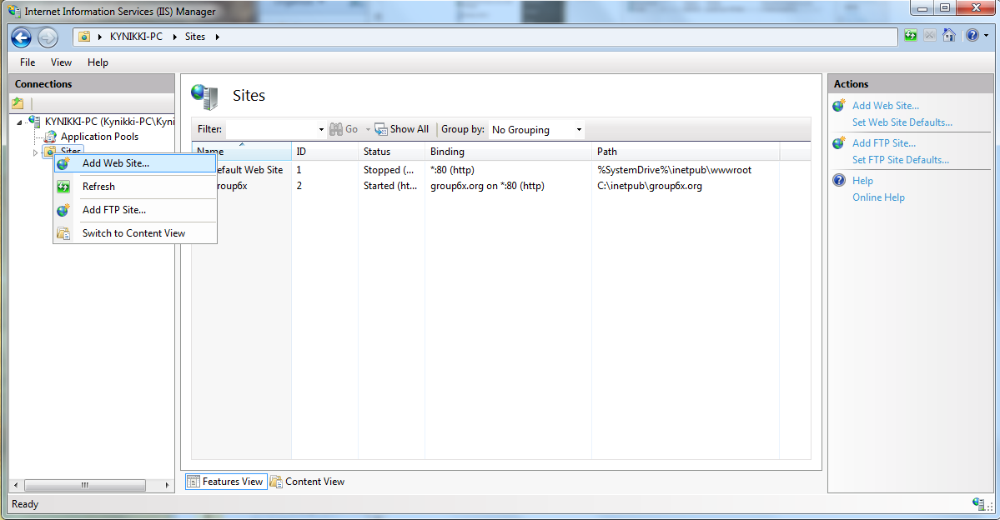 Internet Information Services (IIS) Manager
KYNIKKI-PC Sites
File View Help
Connections
KYNIKKI-PC (Kynikki-PC\Kyni
Application Pools
Sites
Add Web Site...
Refresh
Add FTP Site...
Switch to Content View
Sites
Filter: Go Show All Group by: No Grouping
Name ID Status Binding Path
efault Web Site 1 Stopped (... *:80 (http) %SystemDrive%\inetpub\wwwroot
roup6x 2 Started (ht... group6x.org on *:80 (http) C:\inetpub\group6x.org
Features View Content View
Actions
Add Web Site...
Set Web Site Defaults...
Add FTP Site...
Set FTP Site Defaults...
Help
Online Help
Ready